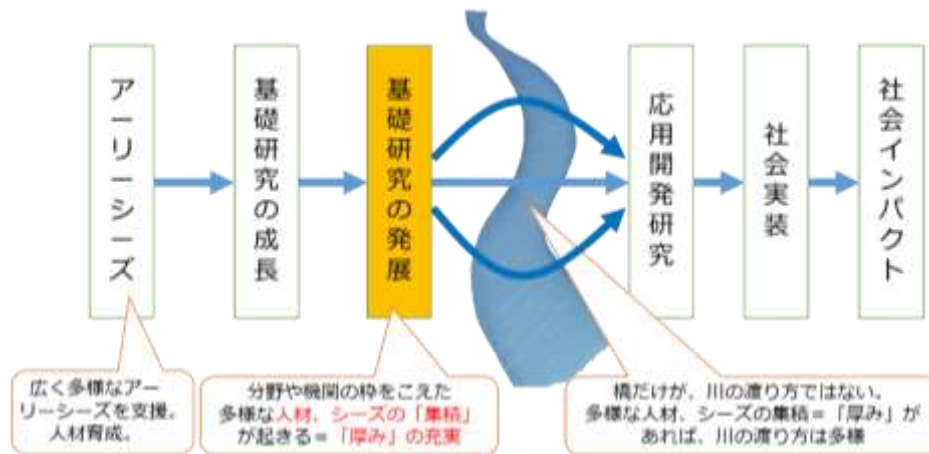 アーリーシーズ
基礎研究の成長
基礎研究の発展
応用開発研究
社会実装
社会インパクト
広く多様なアー
リーシーズを支援。
人材育成。
分野や機関の枠をこえた
多様な人材、シーズの「集積」
が起きる＝「厚み」の充実
橋だけが、川の渡り方ではない。
多様な人材、シーズの集積＝「厚み」が
あれば、川の渡り方は多様